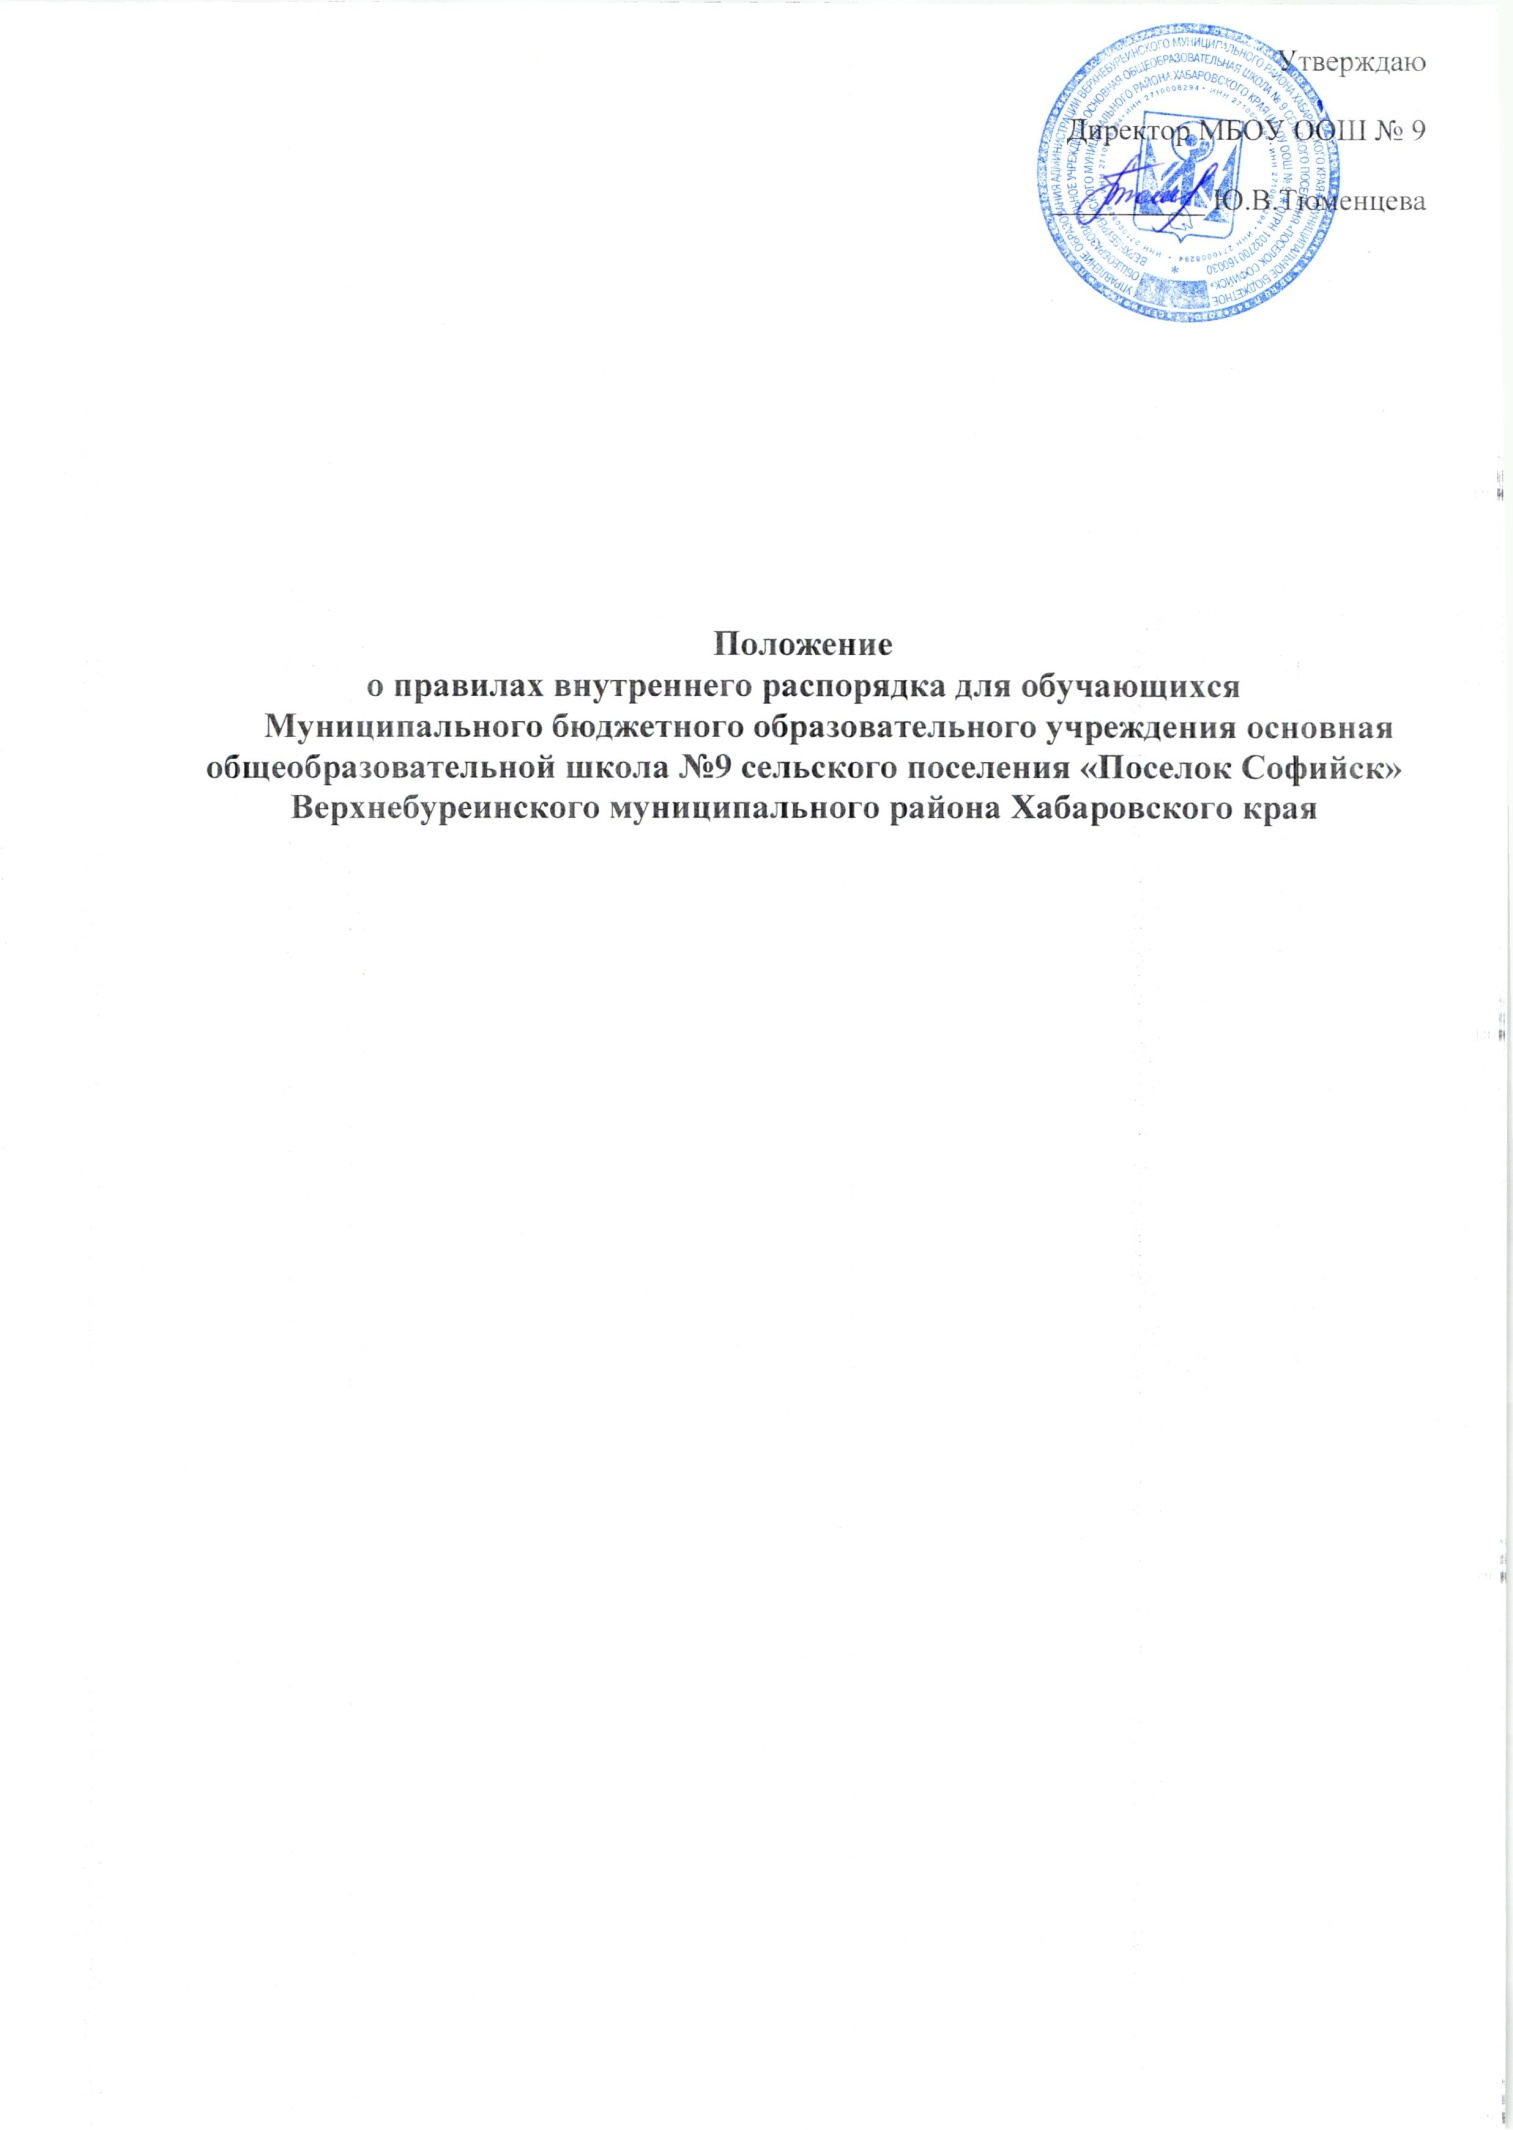 Утверждаю
Директор МБОУ ООШ № 9
Ю.В.Тюменцева
Положение
о правилах внутреннего распорядка для обучающихся
Муниципального бюджетного образовательного учреждения основная
общеобразовательной школа №9 сельского поселения «Поселок Софийск»
Верхнебуреинского муниципального района Хабаровского края